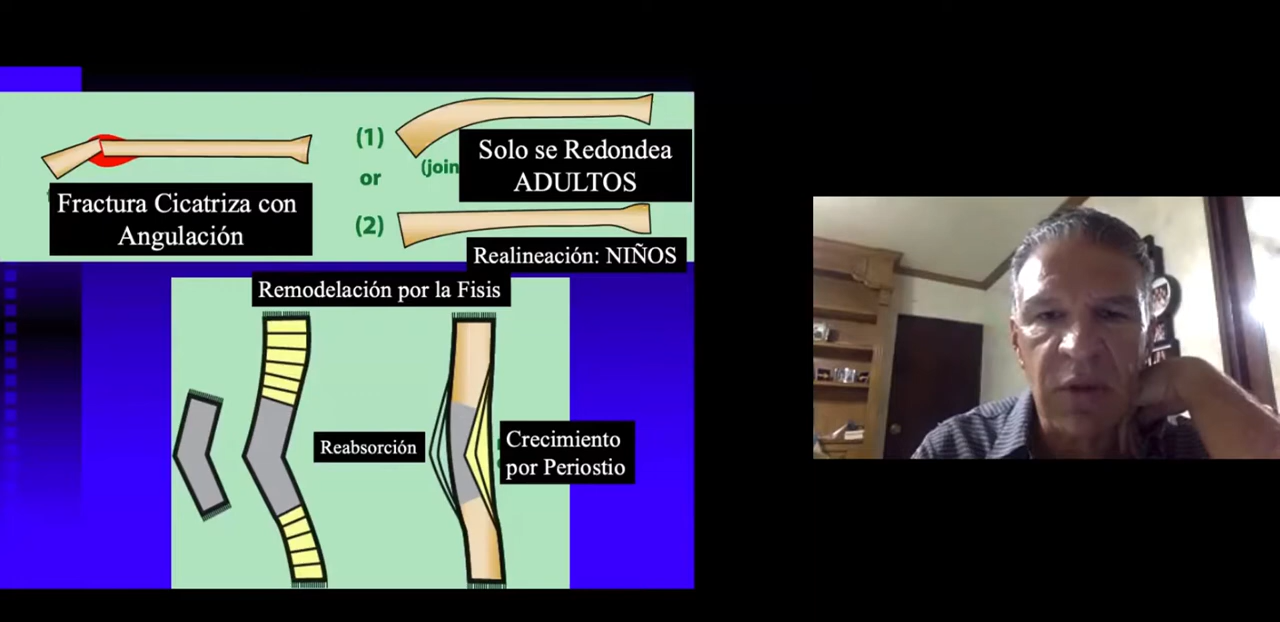 (1)
Solo se Redondea
ADULTOS
(join
Fractura Cicatriza con
Angulación
or
(2)
Realineación: NIÑOS
Remodelación por la Fisis
Reabsorción
Crecimiento
por Periostio